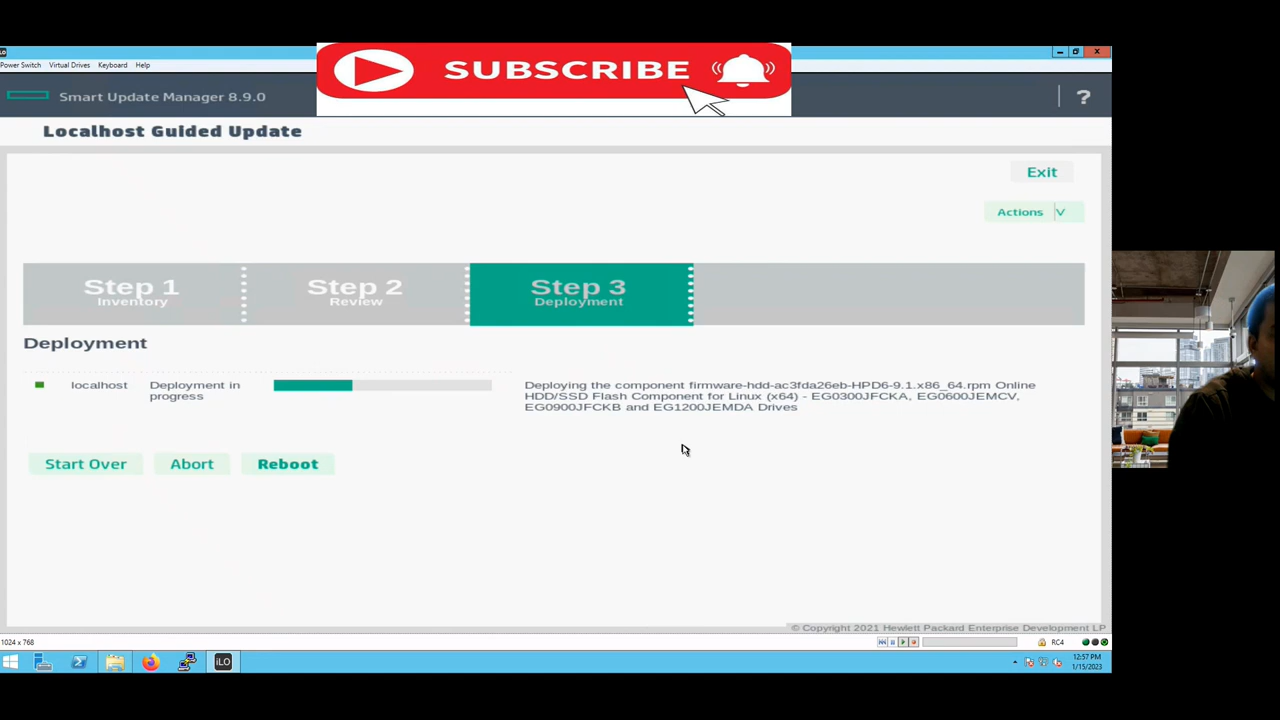 Power Switch Virtual Drives Keyboard Help
SUBSCRIBE
Smart Update Manager 8.9.0
?
Localhost Guided Update
Exit
Actions
Step 1
Inventory
Step 2
Review
Step 3
Deployment
Deployment
localhost
Deployment in
progress
Deploying the component firmware-hdd-ac3fda26eb-HPD6-9.1.x86_64.rpm Online
HDD/SSD Flash Component for Linux (x64) - EG0300JFCKA, EG0600JEMCV,
EG0900JFCKB and EG1200JEMDA Drives
Start Over
Abort
Reboot
© Copyright 2021 Hewlett Packard Enterprise Development LP
1024 x 768
RC4
iLO
12:57 PM
1/15/2023